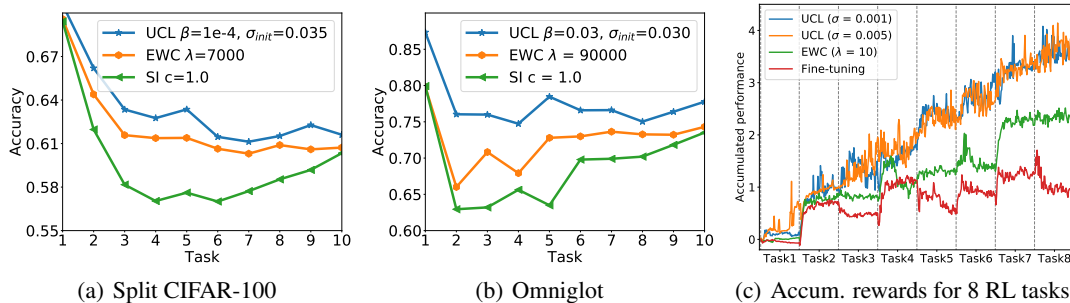 UCL β=1e-4, σinit=0.035
EWC λ=7000
SI c=1.0
0.67
0.64
0.61
0.58
0.55
Accuracy
1 2 3 4 5 6 7 8 9 10
Task
(a) Split CIFAR-100
UCL β=0.03, σinit=0.030
EWC λ = 90000
SI c = 1.0
0.85
0.80
0.75
0.70
0.65
0.60
Accuracy
1 2 3 4 5 6 7 8 9 10
Task
(b) Omniglot
UCL (σ = 0.001)
UCL (σ = 0.005)
EWC (λ = 10)
Fine-tuning
4
3
2
1
0
Accumulated performance
Task1 Task2 Task3 Task4 Task5 Task6 Task7 Task8
(c) Accum. rewards for 8 RL tasks